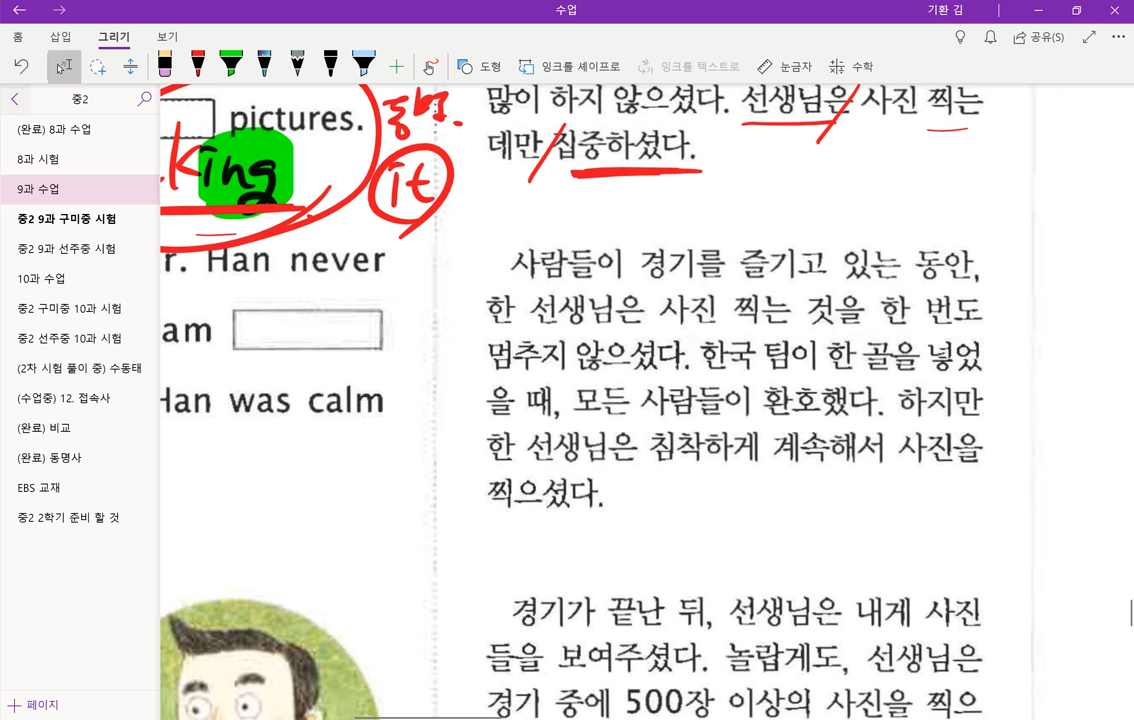 수업
기환 김
홈 삽입 그리기 보기
공유(S)
도형 잉크를 셰이프로 잉크를 텍스트로 눈금자 수학
중2
(완료) 8과 수업
8과 시험
9과 수업
중2 9과 구미중 시험
중2 9과 선주중 시험
10과 수업
중2 구미중 10과 시험
중2 선주중 10과 시험
(2차 시험 풀이 중) 수동태
(수업중) 12. 접속사
(완료) 비교
(완료) 동명사
EBS 교재
중2 2학기 준비 할 것
페이지
pictures.
king
it
r. Han never
am
Han was calm
많이 하지 않으셨다. 선생님은 사진 찍는
데만 집중하셨다.
사람들이 경기를 즐기고 있는 동안,
한 선생님은 사진 찍는 것을 한 번도
멈추지 않으셨다. 한국 팀이 한 골을 넣었
을 때, 모든 사람들이 환호했다. 하지만
한 선생님은 침착하게 계속해서 사진을
찍으셨다.
경기가 끝난 뒤, 선생님은 내게 사진
들을 보여주셨다. 놀랍게도, 선생님은
경기 중에 500장 이상의 사진을 찍으